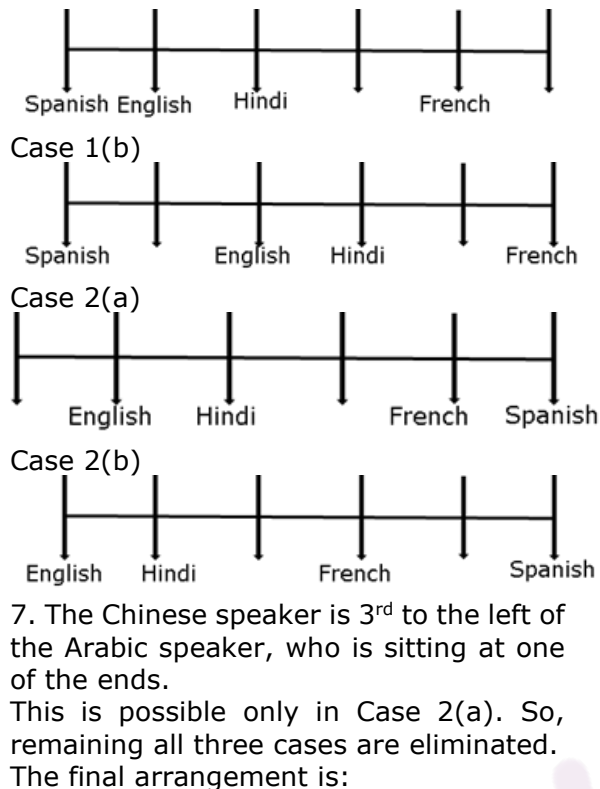 Spanish English Hindi French
Case 1(b)
Spanish English Hindi French
Case 2(a)
English Hindi French Spanish
Case 2(b)
English Hindi French Spanish
7. The Chinese speaker is 3rd to the left of
the Arabic speaker, who is sitting at one
of the ends.
This is possible only in Case 2(a). So,
remaining all three cases are eliminated.
The final arrangement is: